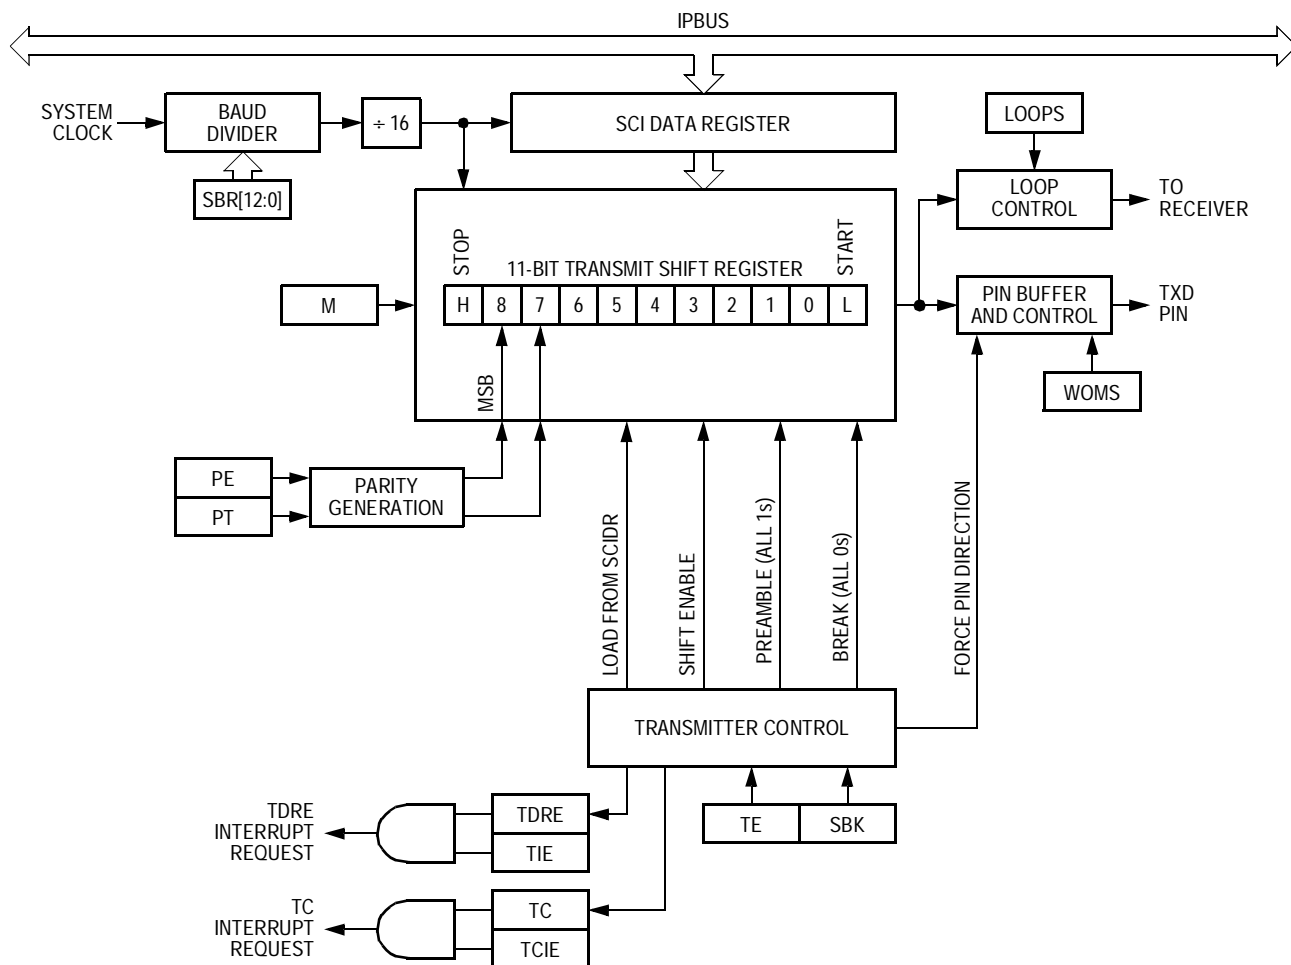 IPBUS
SYSTEM
CLOCK
BAUD
DIVIDER
÷ 16
SCI DATA REGISTER
LOOPS
SBR[12:0]
LOOP
CONTROL
TO
RECEIVER
STOP
START
11-BIT TRANSMIT SHIFT REGISTER
M
H 8 7 6 5 4 3 2 1 0 L
PIN BUFFER
AND CONTROL
TXD
PIN
WOMS
MSB
PE
PT
PARITY
GENERATION
LOAD FROM SCIDR
SHIFT ENABLE
PREAMBLE (ALL 1s)
BREAK (ALL 0s)
FORCE PIN DIRECTION
TRANSMITTER CONTROL
TE
SBK
TDRE
INTERRUPT
REQUEST
TDRE
TIE
TC
INTERRUPT
REQUEST
TC
TCIE